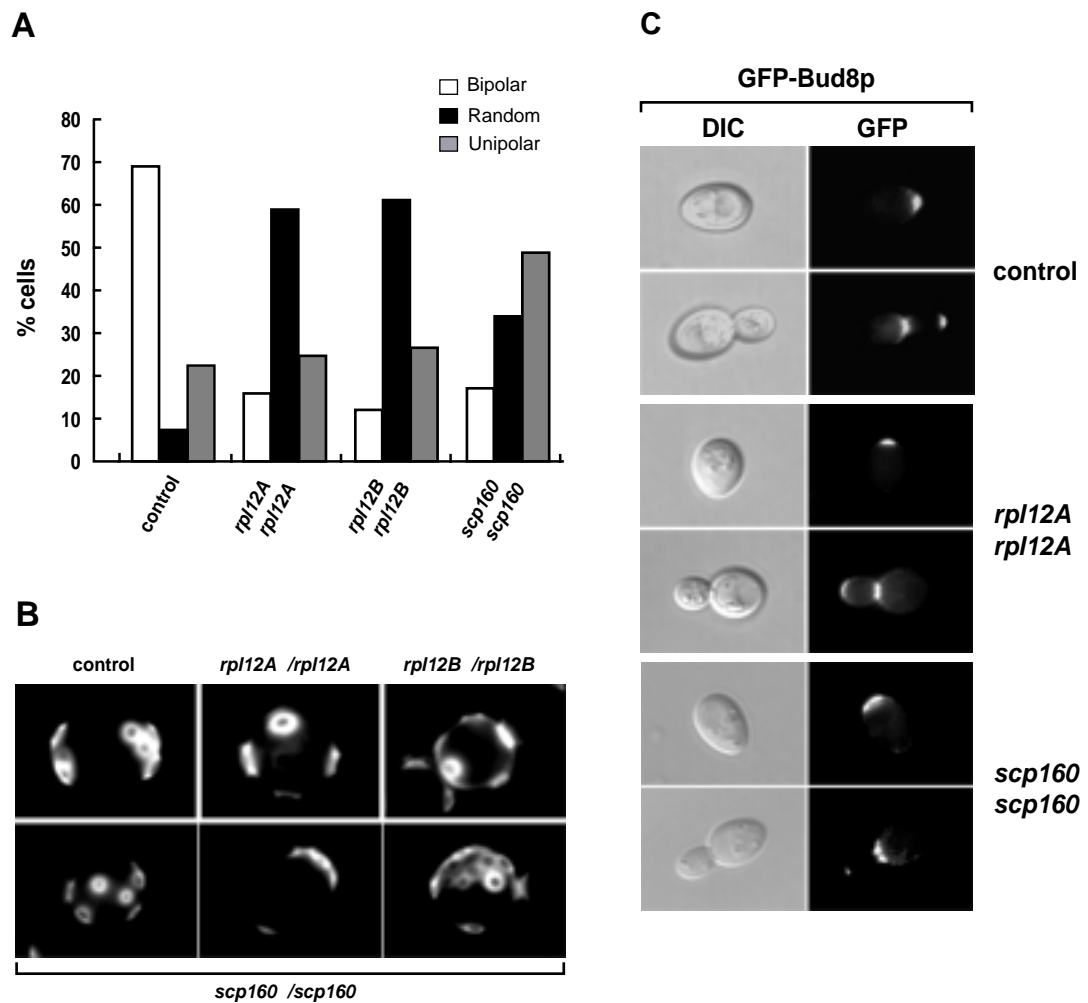 A
Bipolar
Random
Unipolar
80
70
60
50
40
30
20
10
0
% cells
control
rpl12A
rpl12A
rpl12B
rpl12B
scp160
scp160
B
control
rpl12A /rpl12A
rpl12B /rpl12B
scp160 /scp160
C
GFP-Bud8p
DIC
GFP
control
rpl12A
rpl12A
scp160
scp160